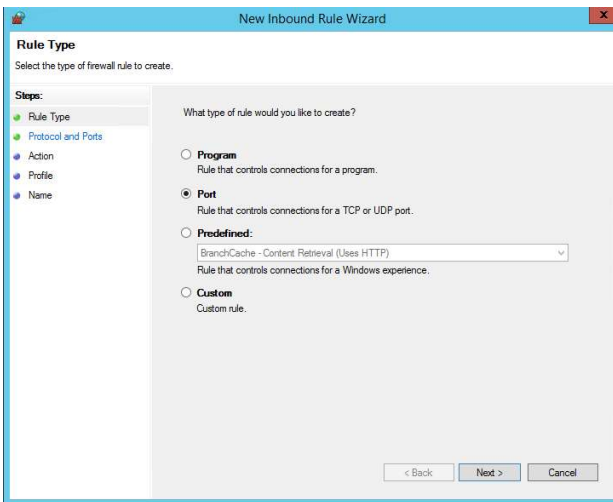 New Inbound Rule Wizard
x
Rule Type
Select the type of firewall rule to create.
Steps:
Rule Type
Protocol and Ports
Action
Profile
Name
What type of rule would you like to create?
Program
Rule that controls connections for a program.
Port
Rule that controls connections for a TCP or UDP port.
Predefined:
BranchCache - Content Retrieval (Uses HTTP)
Rule that controls connections for a Windows experience.
Custom
Custom rule.
< Back Next > Cancel